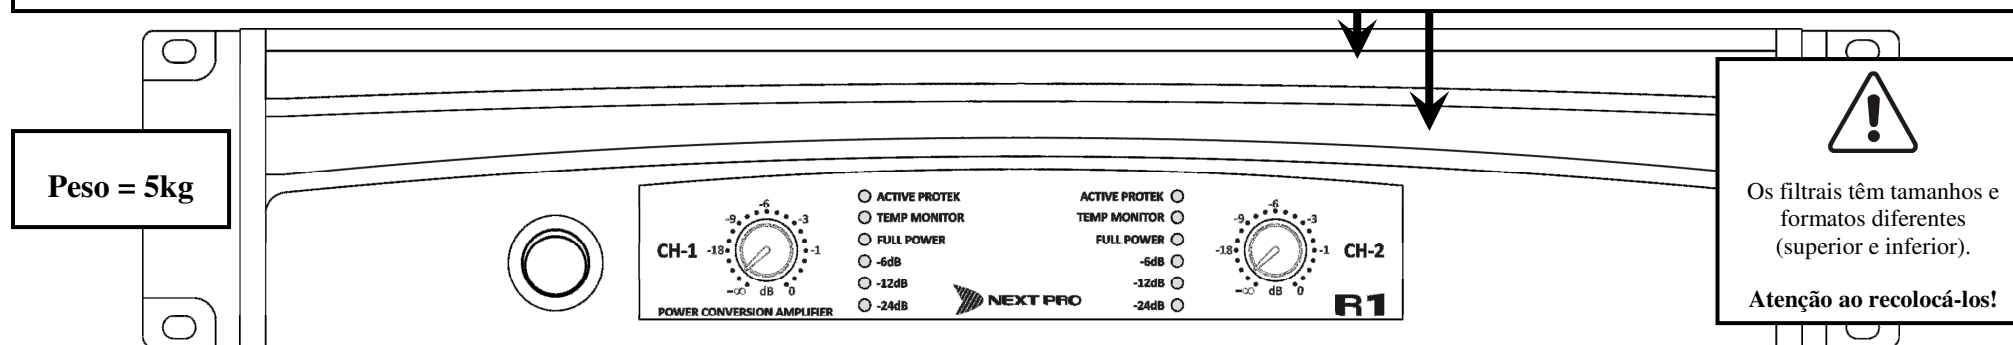 Peso = 5kg
CH-1
-∞
-18
-9
-6
-3
-1
0
dB
POWER CONVERSION AMPLIFIER
ACTIVE PROTEK
TEMP MONITOR
FULL POWER
-6dB
-12dB
-24dB
NEXT PRO
ACTIVE PROTEK
TEMP MONITOR
FULL POWER
-6dB
-12dB
-24dB
-∞
-18
-9
-6
-3
-1
0
dB
CH-2
R1
Os filtrais têm tamanhos e
formatos diferentes
(superior e inferior).
Atenção ao recolocá-los!